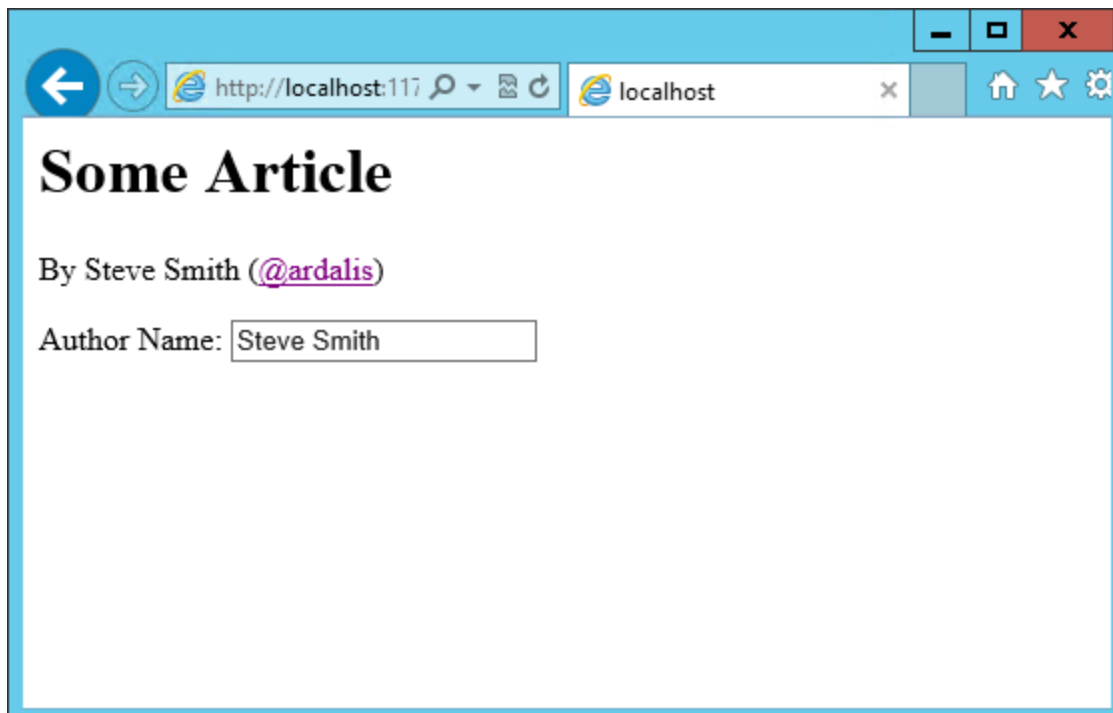 http://localhost:117
localhost
Some Article
By Steve Smith (@ardalis)
Author Name: Steve Smith